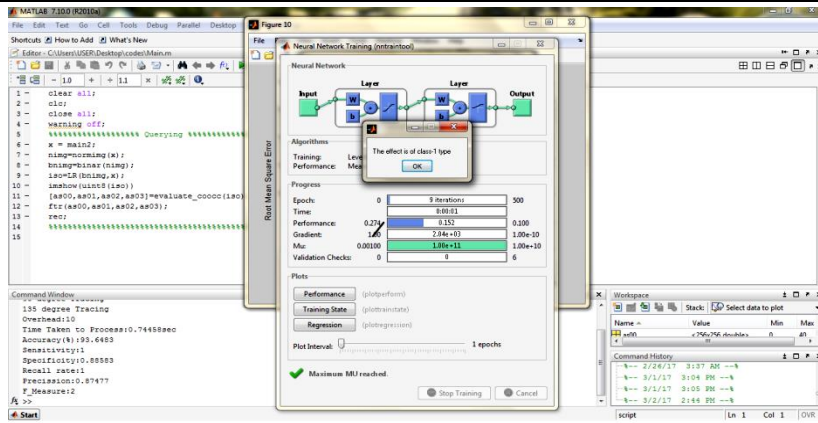 MATLAB 7.10.0 (R2010a)
File Edit Text Go Cell Tools Debug Parallel Desktop
Shortcuts How to Add What's New
Editor - C:\Users\USER\Desktop\codes\Main.m
- 1.0 + ÷ 1.1 ×
1 - clear all;
2 - clc;
3 - close all;
4 - warning off;
5 %%%%%%%%%%%%%%%%%% Querying %%%%%%%%%%%%
6 - x = main2;
7 - nimg=normimg(x);
8 - bnimg=binar(nimg);
9 - iso=LR(bnimg,x);
10 - imshow(uint8(iso))
11 - [as00,as01,as02,as03]=evaluate_coocc(iso)
12 - ftr(as00,as01,as02,as03);
13 - rec;
14 %%%%%%%%%%%%%%%%%%%%%%%%%%%%%%%%
15
Figure 10
File
Root Mean Square Error
Neural Network Training (nntraintool)
Neural Network
Input Layer Layer Output
W W
b b
Algorithms
Training: Leve
Performance: Mea
The effect is of class-1 type
OK
Progress
Epoch: 0 9 iterations 500
Time: 0:00:01
Performance: 0.274 0.152 0.100
Gradient: 1.00 2.04e+03 1.00e-10
Mu: 0.00100 1.00e+11 1.00e+10
Validation Checks: 0 0 6
Plots
Performance (plotperform)
Training State (plottrainstate)
Regression (plotregression)
Plot Interval: 1 epochs
Maximum MU reached.
Stop Training Cancel
Command Window
135 degree Tracing
Overhead:10
Time Taken to Process:0.74458sec
Accuracy(%):93.6483
Sensitivity:1
Specificity:0.88583
Recall rate:1
Precission:0.87477
F_Measure:2
fx >>
Workspace
Stack: Select data to plot
Name Value Min Max
as00 <256x256 double> 0 40
Command History
%-- 2/26/17 3:37 AM --%
%-- 3/1/17 3:04 PM --%
%-- 3/1/17 3:05 PM --%
%-- 3/2/17 2:44 PM --%
Start script Ln 1 Col 1 OVR